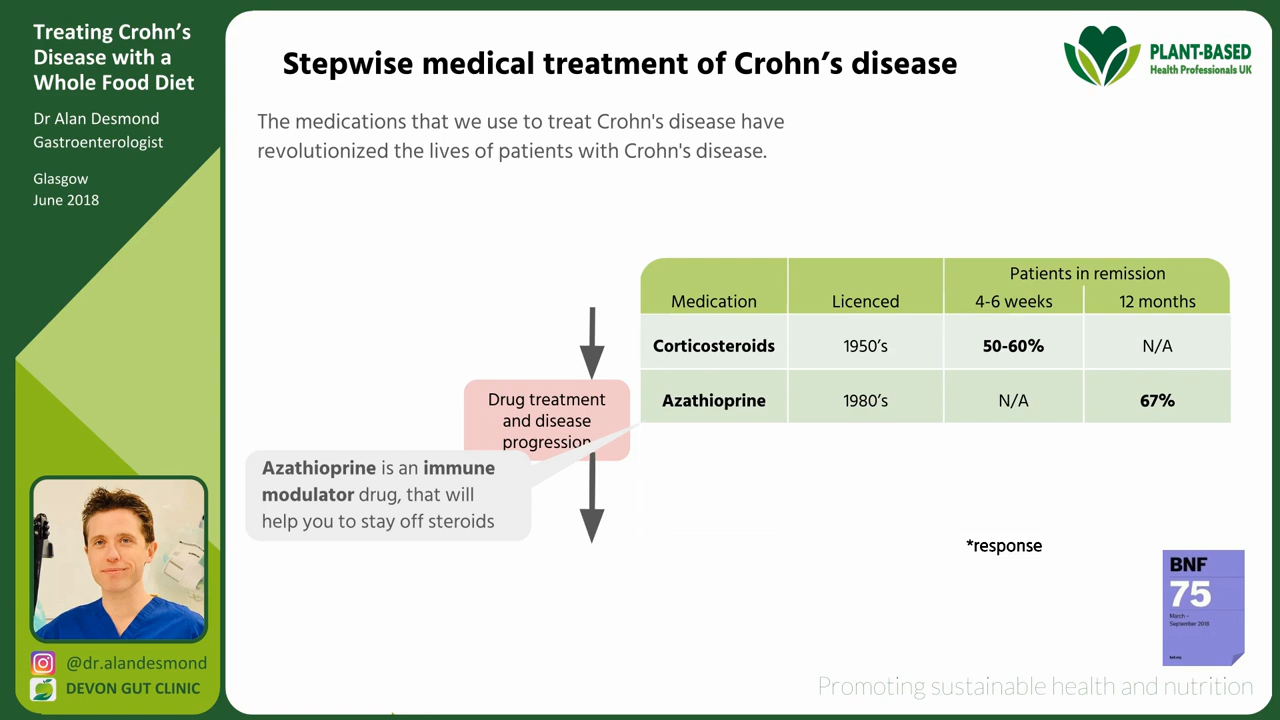 Treating Crohn's
Disease with a
Whole Food Diet
Dr Alan Desmond
Gastroenterologist
Glasgow
June 2018
@dr.alandesmond
DEVON GUT CLINIC
Stepwise medical treatment of Crohn's disease
PLANT-BASED
Health Professionals UK
The medications that we use to treat Crohn's disease have
revolutionized the lives of patients with Crohn's disease.
Patients in remission
Medication Licenced 4-6 weeks 12 months
Corticosteroids 1950's 50-60% N/A
Azathioprine 1980's N/A 67%
Drug treatment
and disease
progression
Azathioprine is an immune
modulator drug, that will
help you to stay off steroids
*response
BNF
75
March –
September 2018
Promoting sustainable health and nutrition